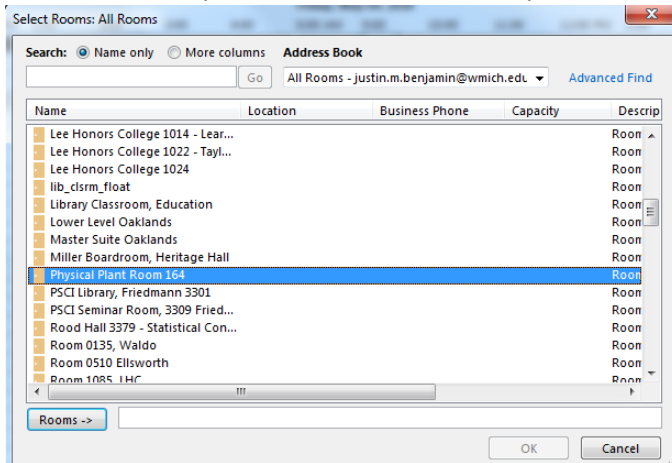 Select Rooms: All Rooms
Search: Name only More columns Address Book
Go All Rooms - justin.m.benjamin@wmich.edu Advanced Find
Name Location Business Phone Capacity Descrip
Lee Honors College 1014 - Lear... Room
Lee Honors College 1022 - Tayl... Room
Lee Honors College 1024 Room
lib_clsrm_float Room
Library Classroom, Education Room
Lower Level Oaklands Room
Master Suite Oaklands Room
Miller Boardroom, Heritage Hall Room
Physical Plant Room 164 Room
PSCI Library, Friedmann 3301 Room
PSCI Seminar Room, 3309 Fried... Room
Rood Hall 3379 - Statistical Con... Room
Room 0135, Waldo Room
Room 0510 Ellsworth Room
Room 1085, LHC Room
Rooms ->
OK Cancel